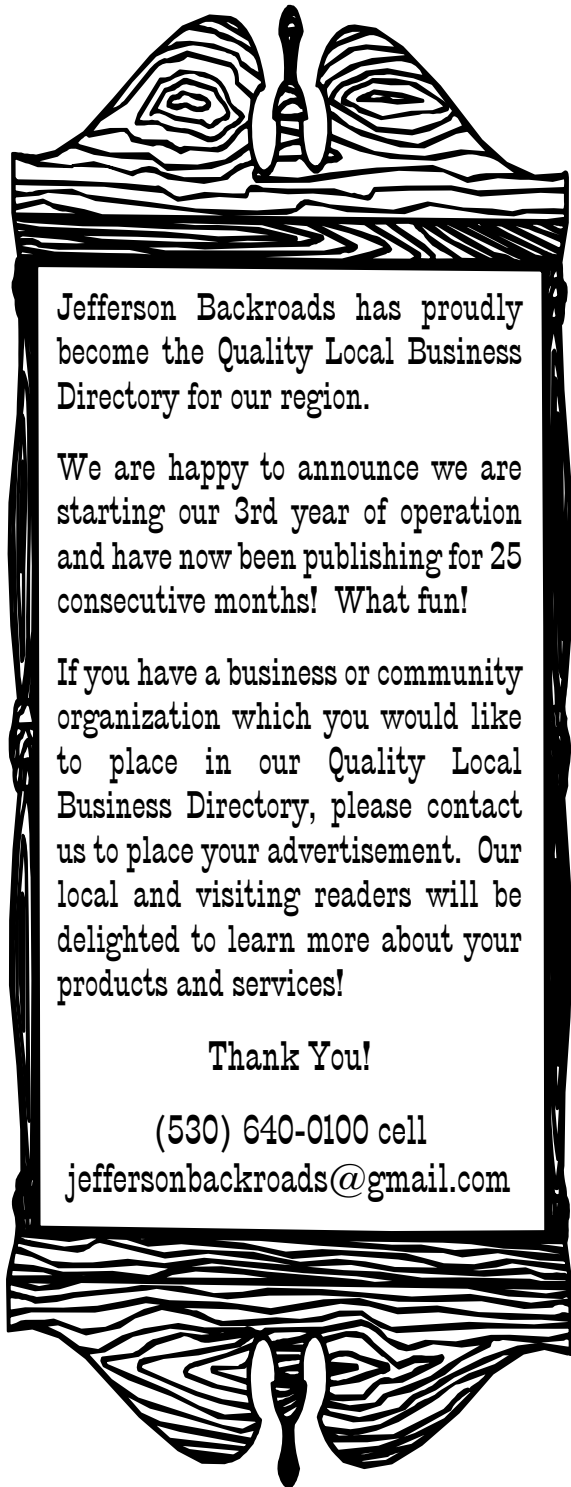 Jefferson Backroads has proudly
become the Quality Local Business
Directory for our region.
We are happy to announce we are
starting our 3rd year of operation
and have now been publishing for 25
consecutive months!  What fun!
If you have a business or community
organization which you would like
to place in our Quality Local
Business Directory, please contact
us to place your advertisement.  Our
local and visiting readers will be
delighted to learn more about your
products and services!
Thank You!
(530) 640-0100 cell
jeffersonbackroads@gmail.com